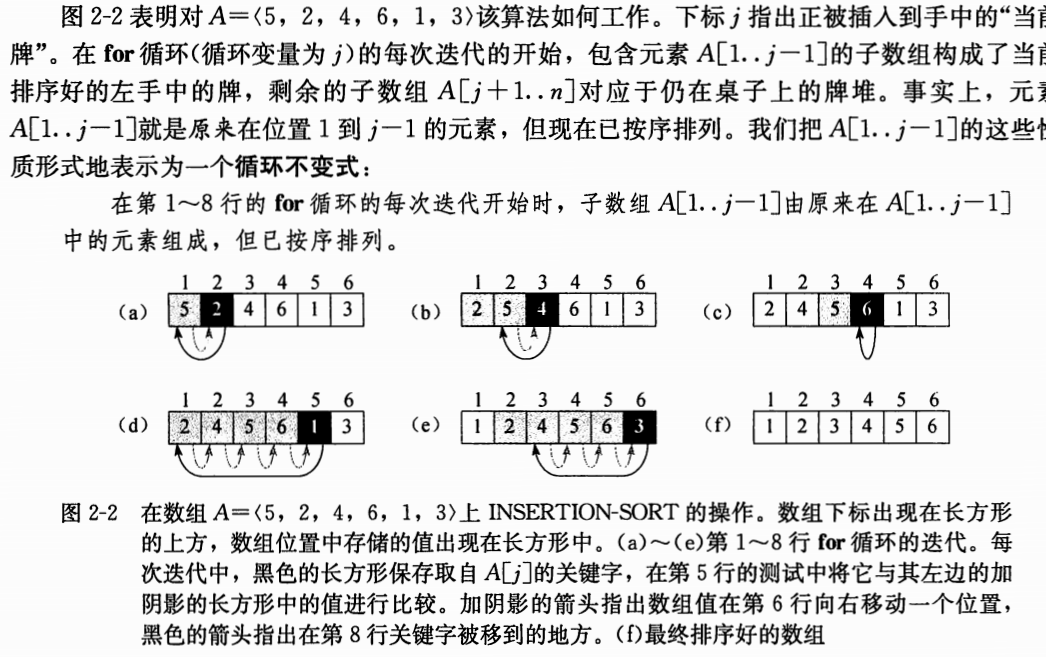 图 2-2 表明对 A=〈5，2，4，6，1，3〉该算法如何工作。下标 j 指出正被插入到手中的“当前
牌”。在 for 循环(循环变量为 j)的每次迭代的开始，包含元素 A[1..j-1]的子数组构成了当前
排序好的左手中的牌，剩余的子数组 A[j+1..n]对应于仍在桌子上的牌堆。事实上，元素
A[1..j-1]就是原来在位置 1 到 j-1 的元素，但现在已按序排列。我们把 A[1..j-1]的这些性
质形式地表示为一个循环不变式：
在第 1～8 行的 for 循环的每次迭代开始时，子数组 A[1..j-1]由原来在 A[1..j-1]
中的元素组成，但已按序排列。
1 2 3 4 5 6
(a) 5 2 4 6 1 3
1 2 3 4 5 6
(b) 2 5 4 6 1 3
1 2 3 4 5 6
(c) 2 4 5 6 1 3
1 2 3 4 5 6
(d) 2 4 5 6 1 3
1 2 3 4 5 6
(e) 1 2 4 5 6 3
1 2 3 4 5 6
(f) 1 2 3 4 5 6
图 2-2 在数组 A=〈5，2，4，6，1，3〉上 INSERTION-SORT 的操作。数组下标出现在长方形
的上方，数组位置中存储的值出现在长方形中。(a)～(e)第 1～8 行 for 循环的迭代。每
次迭代中，黑色的长方形保存取自 A[j]的关键字，在第 5 行的测试中将它与其左边的加
阴影的长方形中的值进行比较。加阴影的箭头指出数组值在第 6 行向右移动一个位置，
黑色的箭头指出在第 8 行关键字被移到的地方。(f)最终排序好的数组